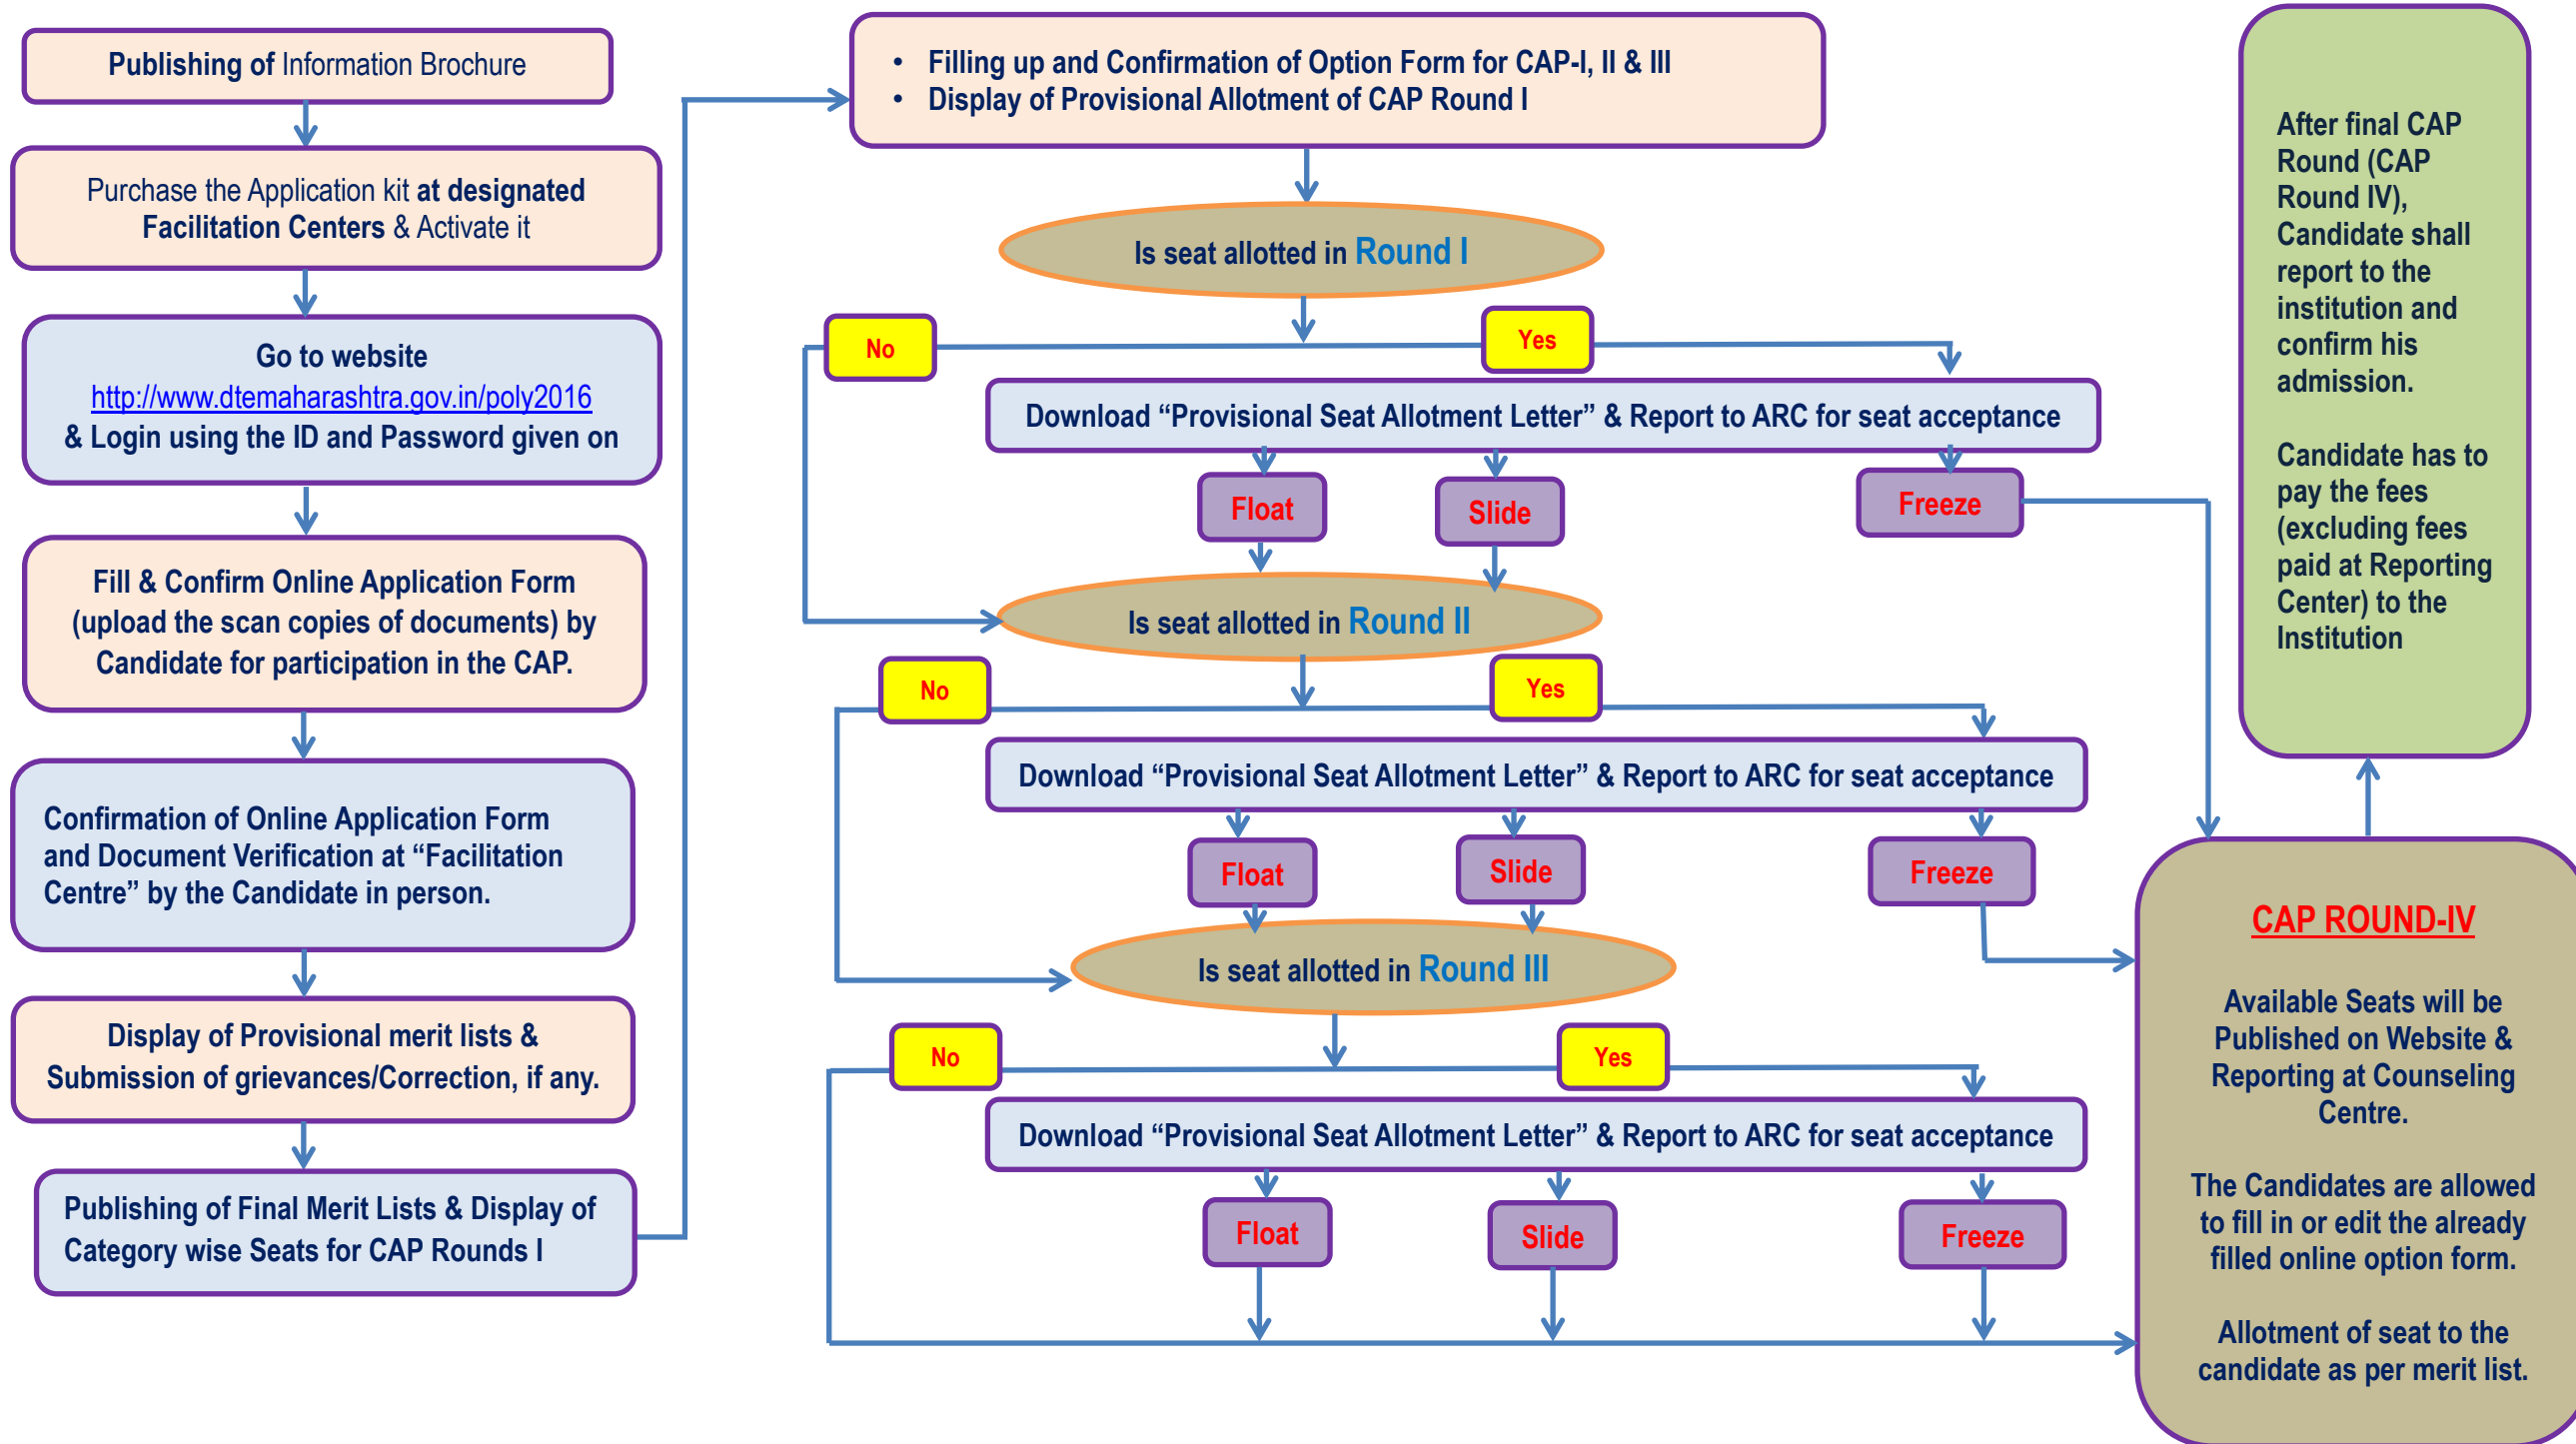 Publishing of Information Brochure
Purchase the Application kit at designated
Facilitation Centers & Activate it
Go to website
http://www.dtemaharashtra.gov.in/poly2016
& Login using the ID and Password given on
Fill & Confirm Online Application Form
(upload the scan copies of documents) by
Candidate for participation in the CAP.
Confirmation of Online Application Form
and Document Verification at “Facilitation
Centre” by the Candidate in person.
Display of Provisional merit lists &
Submission of grievances/Correction, if any.
Publishing of Final Merit Lists & Display of
Category wise Seats for CAP Rounds I
• Filling up and Confirmation of Option Form for CAP-I, II & III
• Display of Provisional Allotment of CAP Round I
Is seat allotted in Round I
No
Yes
Download “Provisional Seat Allotment Letter” & Report to ARC for seat acceptance
Float
Slide
Freeze
Is seat allotted in Round II
No
Yes
Download “Provisional Seat Allotment Letter” & Report to ARC for seat acceptance
Float
Slide
Freeze
Is seat allotted in Round III
No
Yes
Download “Provisional Seat Allotment Letter” & Report to ARC for seat acceptance
Float
Slide
Freeze
CAP ROUND-IV
Available Seats will be
Published on Website &
Reporting at Counseling
Centre.
The Candidates are allowed
to fill in or edit the already
filled online option form.
Allotment of seat to the
candidate as per merit list.
After final CAP
Round (CAP
Round IV),
Candidate shall
report to the
institution and
confirm his
admission.
Candidate has to
pay the fees
(excluding fees
paid at Reporting
Center) to the
Institution